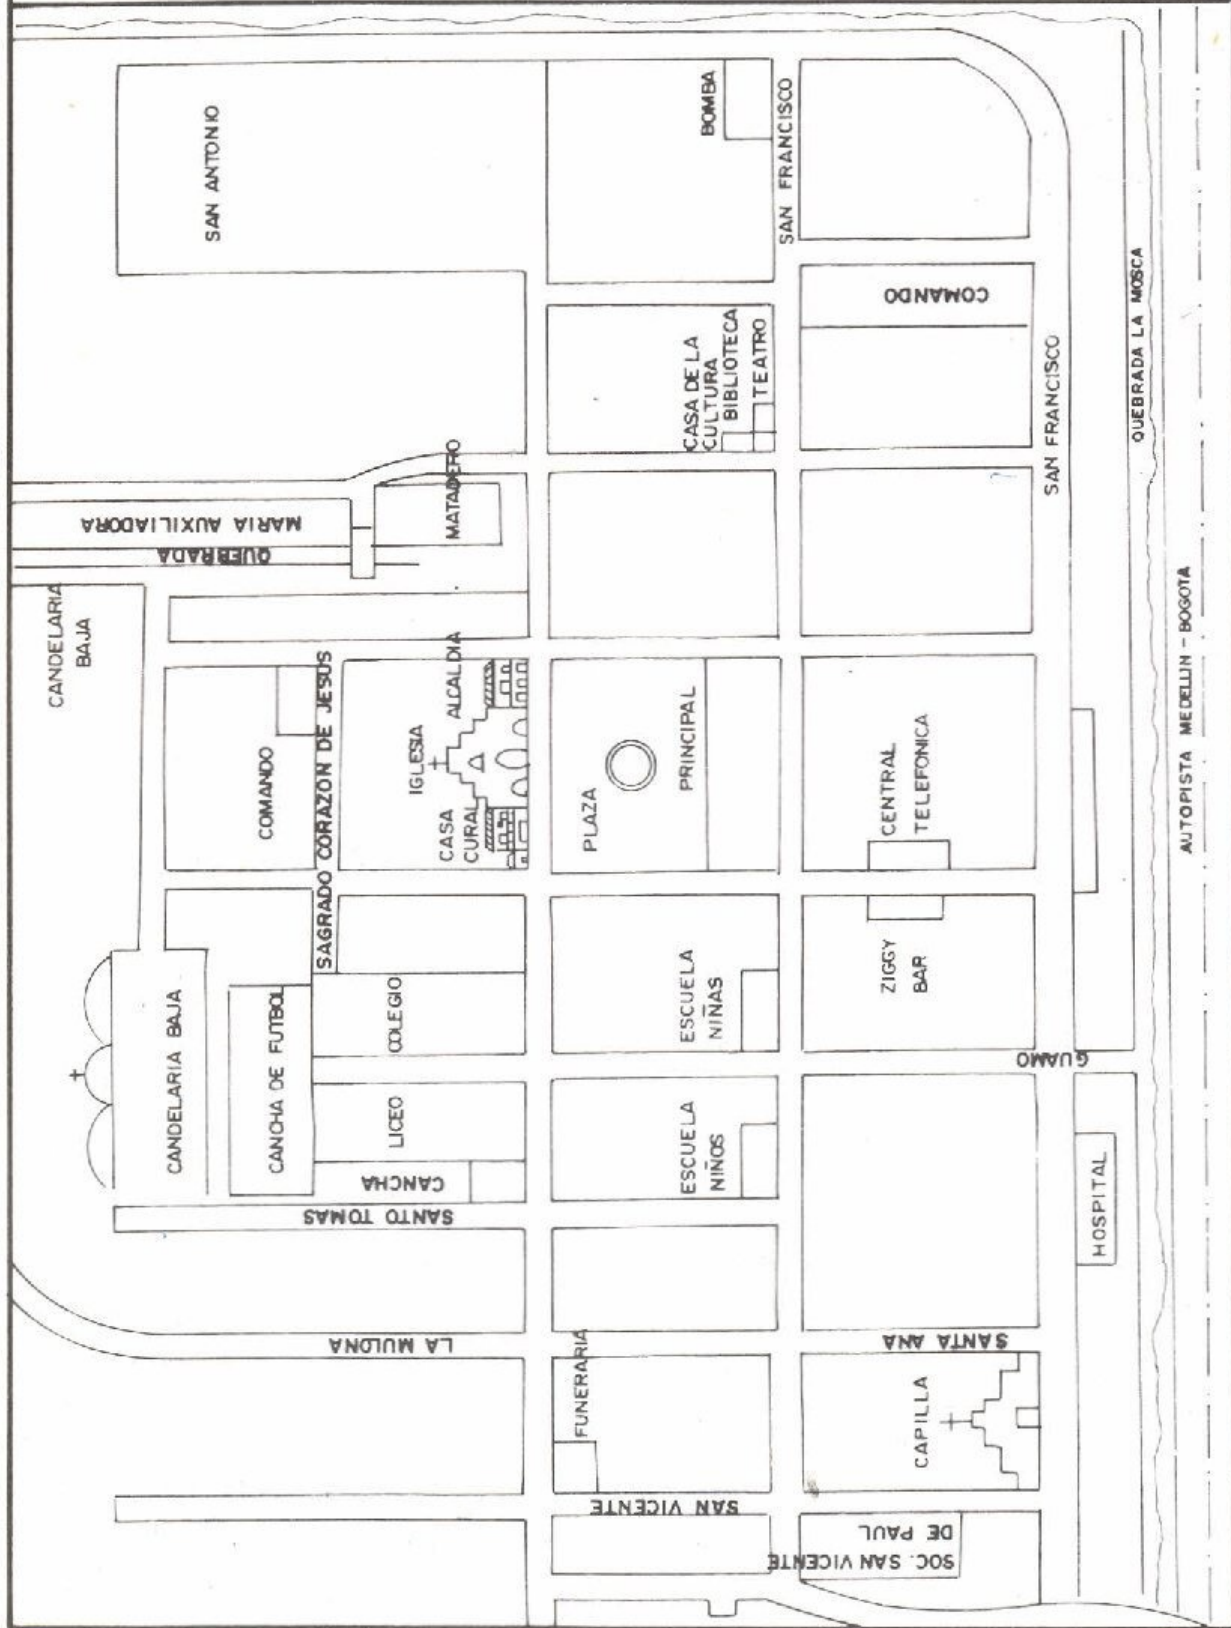 SAN ANTONIO
BOMBA
SAN FRANCISCO
COMANDO
CASA DE LA
CULTURA
BIBLIOTECA
TEATRO
SAN FRANCISCO
QUEBRADA LA MOSCA
MATADERO
MARIA AUXILIADORA
QUEBRADA
CANDELARIA
BAJA
COMANDO
SAGRADO CORAZON DE JESUS
IGLESIA
ALCALDIA
CASA
CURAL
PLAZA
PRINCIPAL
CENTRAL
TELEFONICA
AUTOPISTA MEDELLIN - BOGOTA
CANDELARIA BAJA
CANCHA DE FUTBOL
COLEGIO
ESCUELA
NIÑAS
ZIGGY
BAR
GUAMO
LICEO
CANCHA
ESCUELA
NIÑOS
HOSPITAL
SANTO TOMAS
LA MULONA
SANTA ANA
FUNERARIA
CAPILLA
SAN VICENTE
SOC. SAN VICENTE
DE PAUL